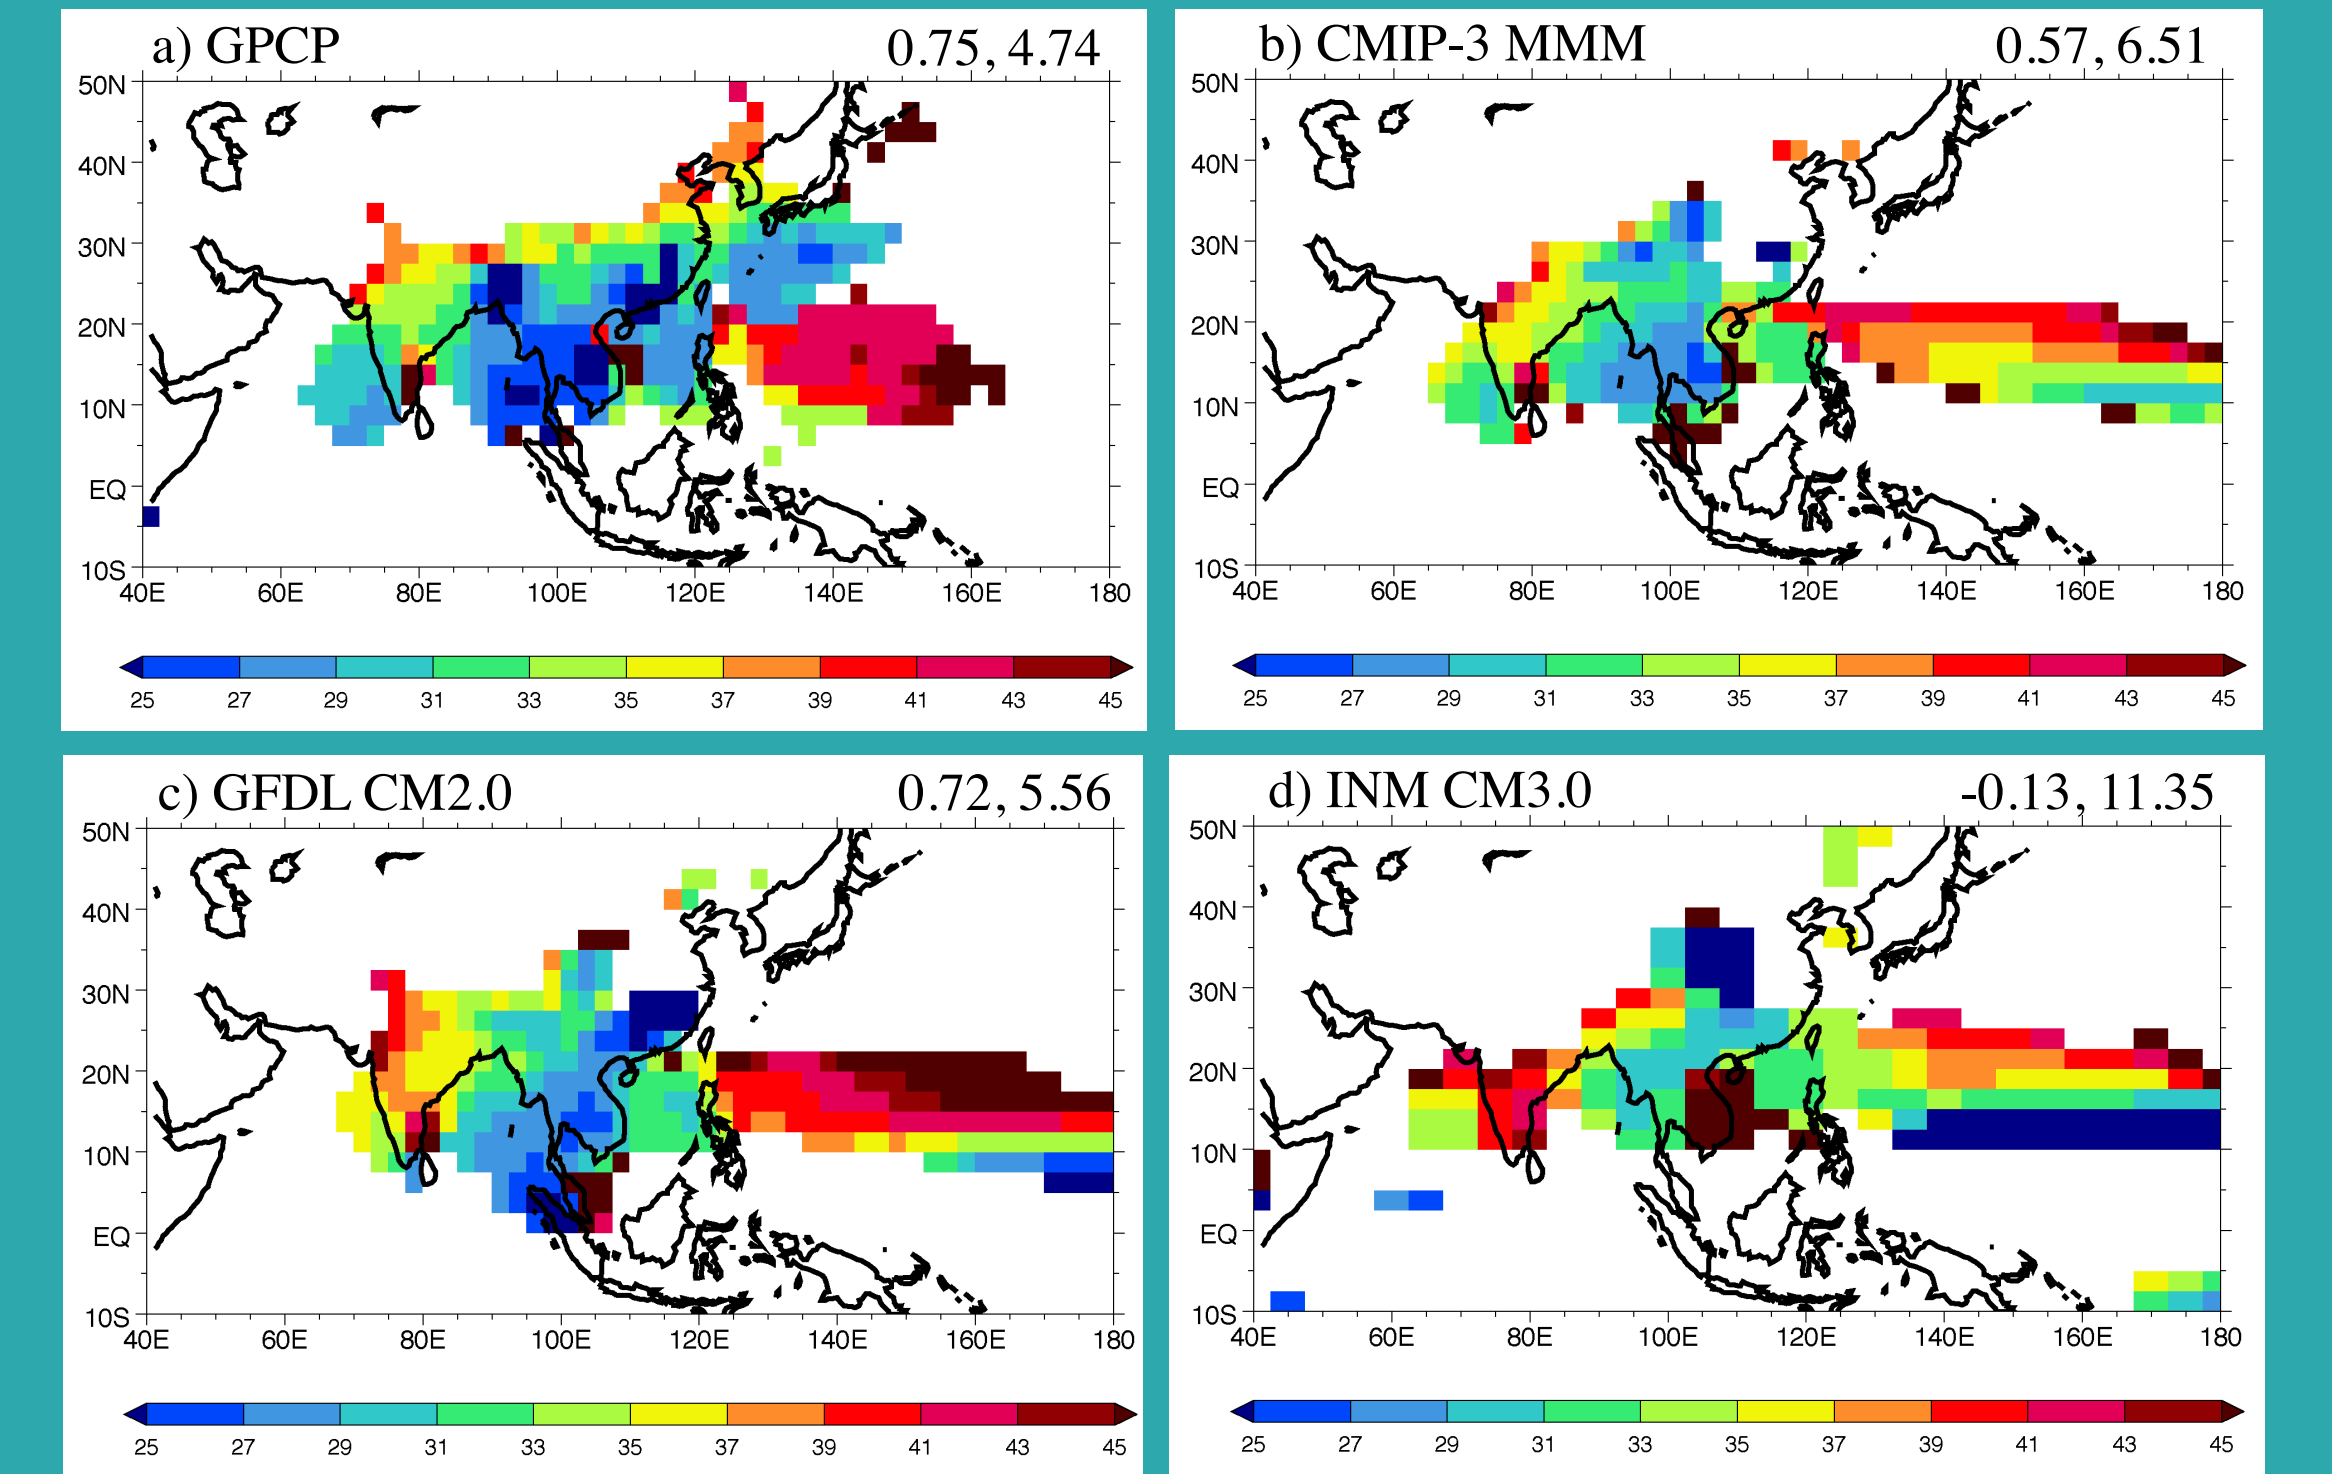 a) GPCP 0.75, 4.74
50N
40N
30N
20N
10N
EQ
10S
40E 60E 80E 100E 120E 140E 160E 180
25 27 29 31 33 35 37 39 41 43 45
b) CMIP-3 MMM 0.57, 6.51
50N
40N
30N
20N
10N
EQ
10S
40E 60E 80E 100E 120E 140E 160E 180
25 27 29 31 33 35 37 39 41 43 45
c) GFDL CM2.0 0.72, 5.56
50N
40N
30N
20N
10N
EQ
10S
40E 60E 80E 100E 120E 140E 160E 180
25 27 29 31 33 35 37 39 41 43 45
d) INM CM3.0 -0.13, 11.35
50N
40N
30N
20N
10N
EQ
10S
40E 60E 80E 100E 120E 140E 160E 180
25 27 29 31 33 35 37 39 41 43 45